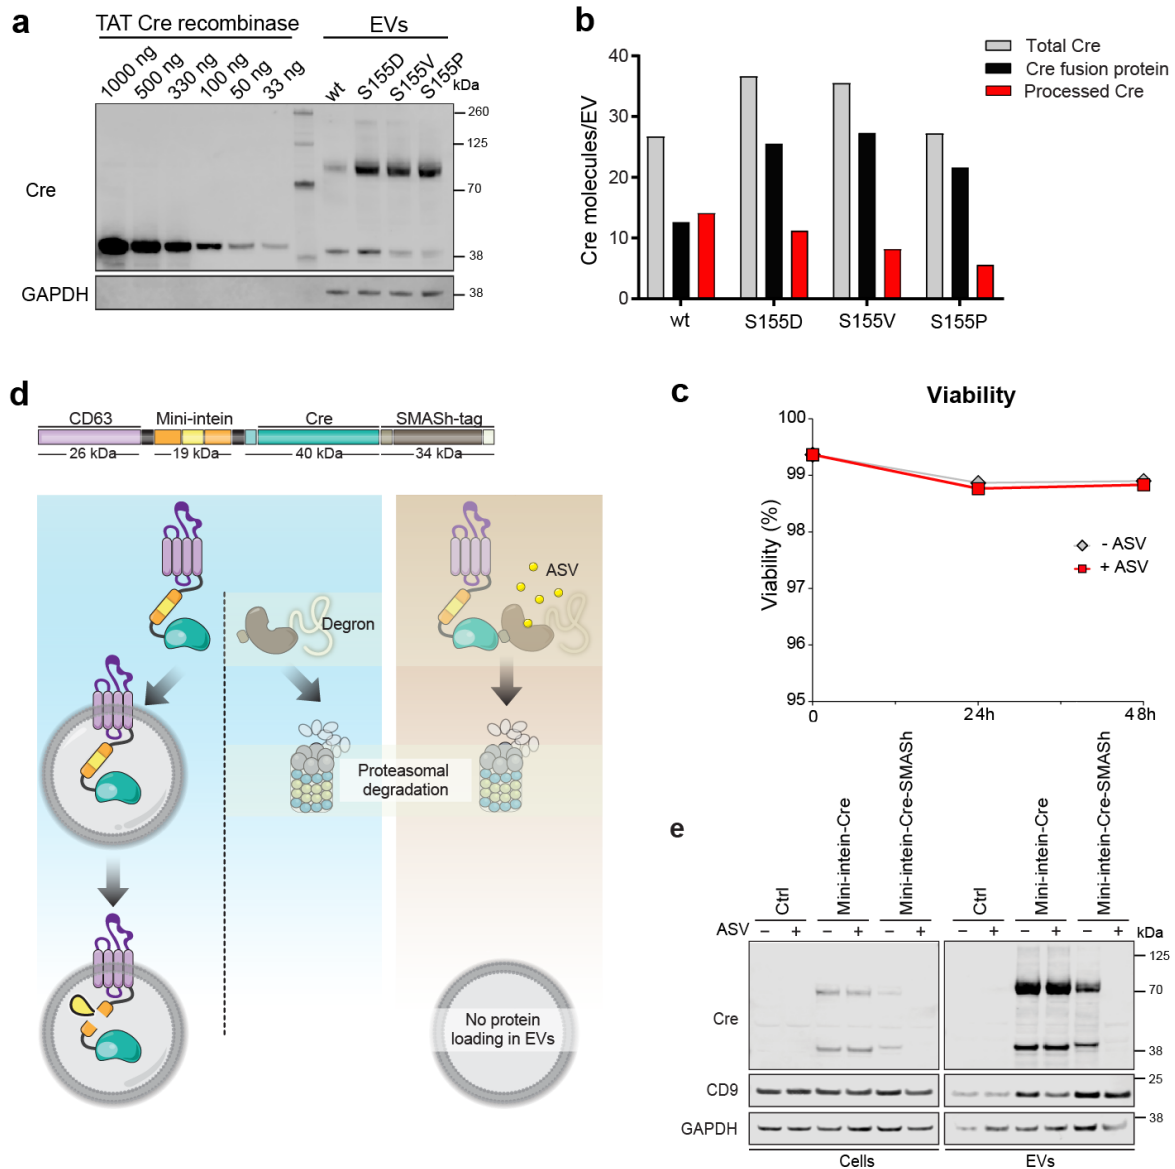 a
TAT Cre recombinase
EVs
1000 ng
500 ng
330 ng
100 ng
50 ng
33 ng
wt
S155D
S155V
S155P
kDa
260
125
70
38
Cre
GAPDH
38
b
Total Cre
Cre fusion protein
Processed Cre
Cre molecules/EV
40
30
20
10
0
wt
S155D
S155V
S155P
c
Viability
Viability (%)
100
99
98
97
96
95
0
24h
48h
- ASV
+ ASV
d
CD63
Mini-intein
Cre
SMASh-tag
26 kDa
19 kDa
40 kDa
34 kDa
ASV
Degron
Proteasomal
degradation
No protein
loading in EVs
e
Ctrl
Mini-intein-Cre
Mini-intein-Cre-SMASh
Ctrl
Mini-intein-Cre
Mini-intein-Cre-SMASh
ASV
− + − + − + − + − + − +
kDa
125
70
38
Cre
25
CD9
38
GAPDH
Cells
EVs